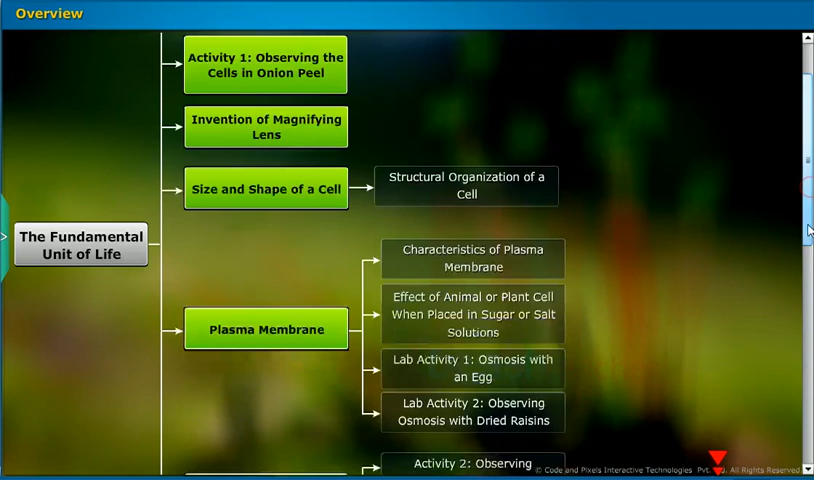 Overview
Activity 1: Observing the
Cells in Onion Peel
Invention of Magnifying
Lens
Size and Shape of a Cell
Structural Organization of a
Cell
The Fundamental
Unit of Life
Characteristics of Plasma
Membrane
Effect of Animal or Plant Cell
When Placed in Sugar or Salt
Solutions
Plasma Membrane
Lab Activity 1: Osmosis with
an Egg
Lab Activity 2: Observing
Osmosis with Dried Raisins
Activity 2: Observing
© Code and Pixels Interactive Technologies Pvt. All Rights Reserved